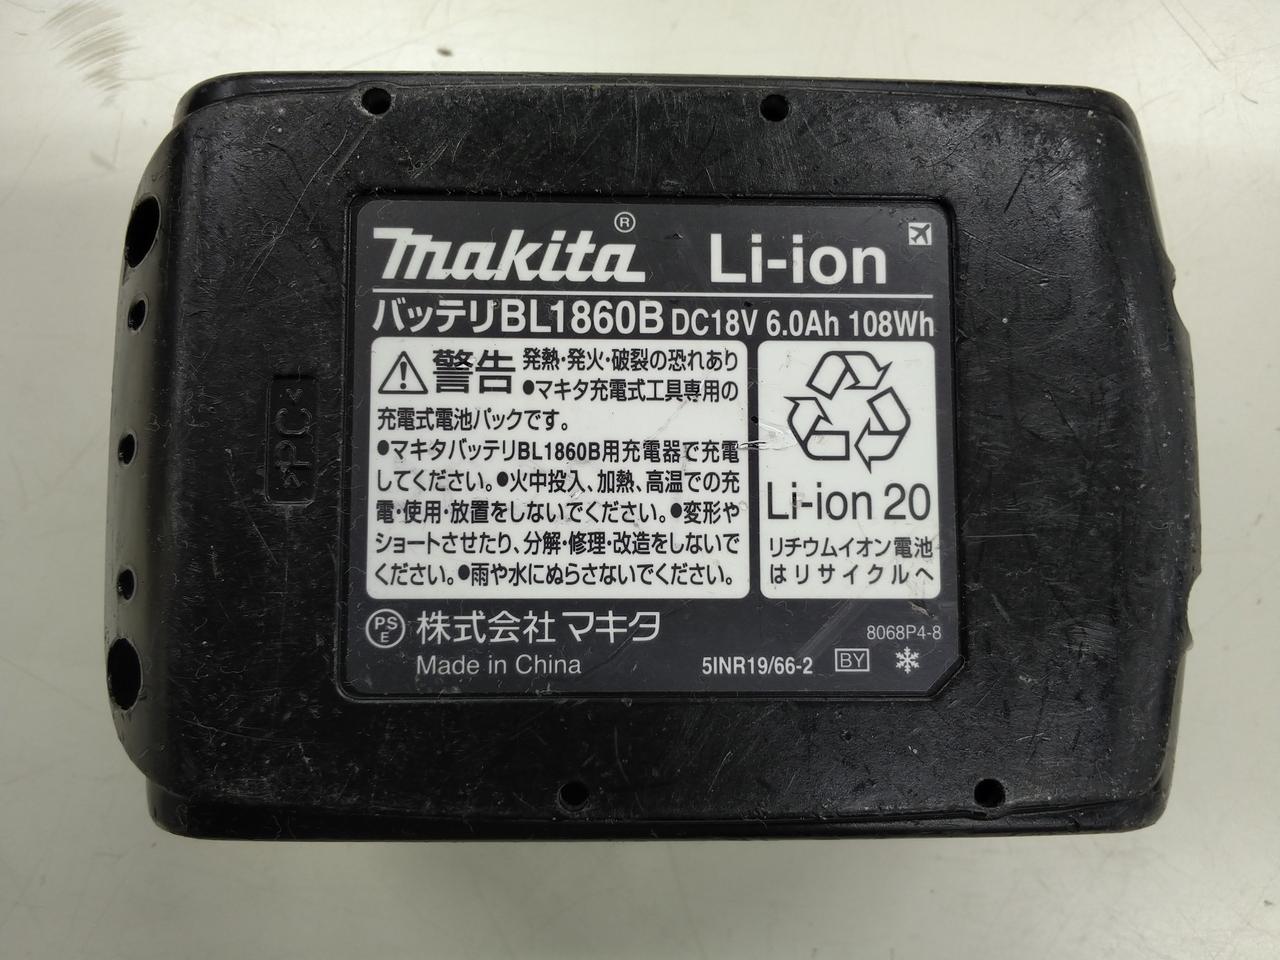 makita® Li-ion
バッテリBL1860B DC18V 6.0Ah 108Wh
警告 発熱・発火・破裂の恐れあり
●マキタ充電式工具専用の
充電式電池パックです。
●マキタバッテリBL1860B用充電器で充電
してください。●火中投入、加熱、高温での充
電・使用・放置をしないでください。●変形や
ショートさせたり、分解・修理・改造をしないで
ください。●雨や水にぬらさないでください。
Li-ion 20
リチウムイオン電池
はリサイクルへ
PS
E
株式会社マキタ
Made in China
8068P4-8
5INR19/66-2 BY
>PC<